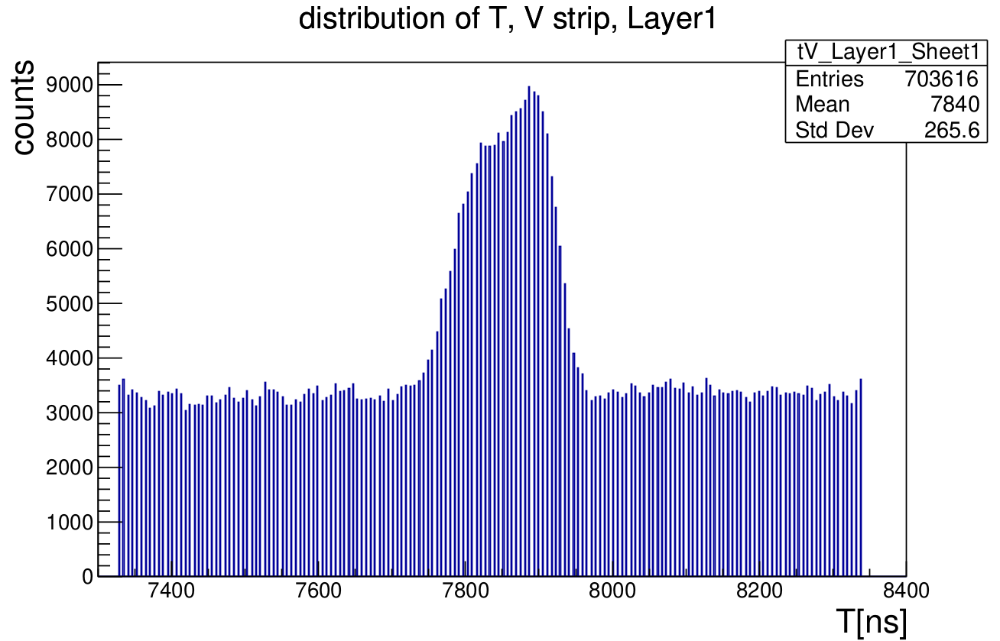 distribution of T, V strip, Layer1
tV_Layer1_Sheet1
Entries 703616
Mean 7840
Std Dev 265.6
counts
9000
8000
7000
6000
5000
4000
3000
2000
1000
0
7400 7600 7800 8000 8200 8400
T[ns]